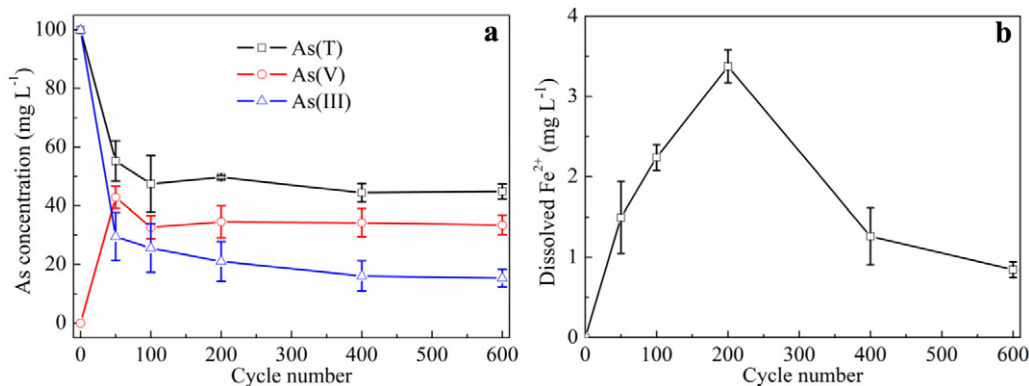 a
As(T)
As(V)
As(III)
As concentration (mg L⁻¹)
100
80
60
40
20
0
0 100 200 300 400 500 600
Cycle number
b
Dissolved Fe²⁺ (mg L⁻¹)
4
3
2
1
0
0 100 200 300 400 500 600
Cycle number